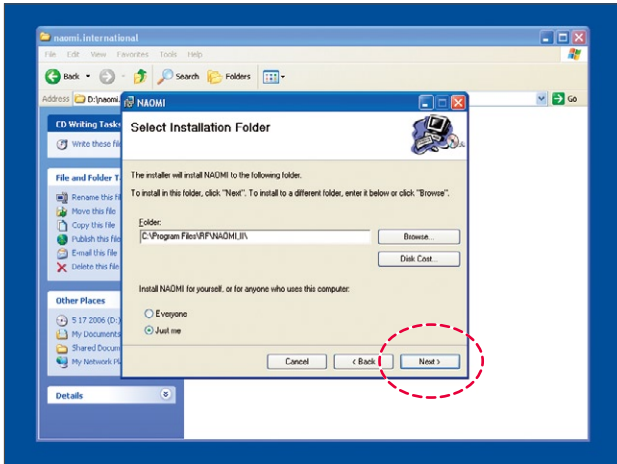 naumi.international
File Edit View Favorites Tools Help
Back Search Folders
Address D:\naomi. Go
NAOMI
Select Installation Folder
The installer will install NAOMI to the following folder.
To install in this folder, click "Next". To install to a different folder, enter it below or click "Browse".
Folder:
C:\Program Files\RF\NAOMI_II\
Browse...
Disk Cost...
Install NAOMI for yourself, or for anyone who uses this computer:
Everyone
Just me
Cancel < Back Next >
CD Writing Tasks
Write these fil
File and Folder T
Rename this fil
Move this file
Copy this file
Publish this file
E-mail this file
Delete this file
Other Places
5 17 2006 (D:)
My Documents
Shared Docum
My Network Pl
Details